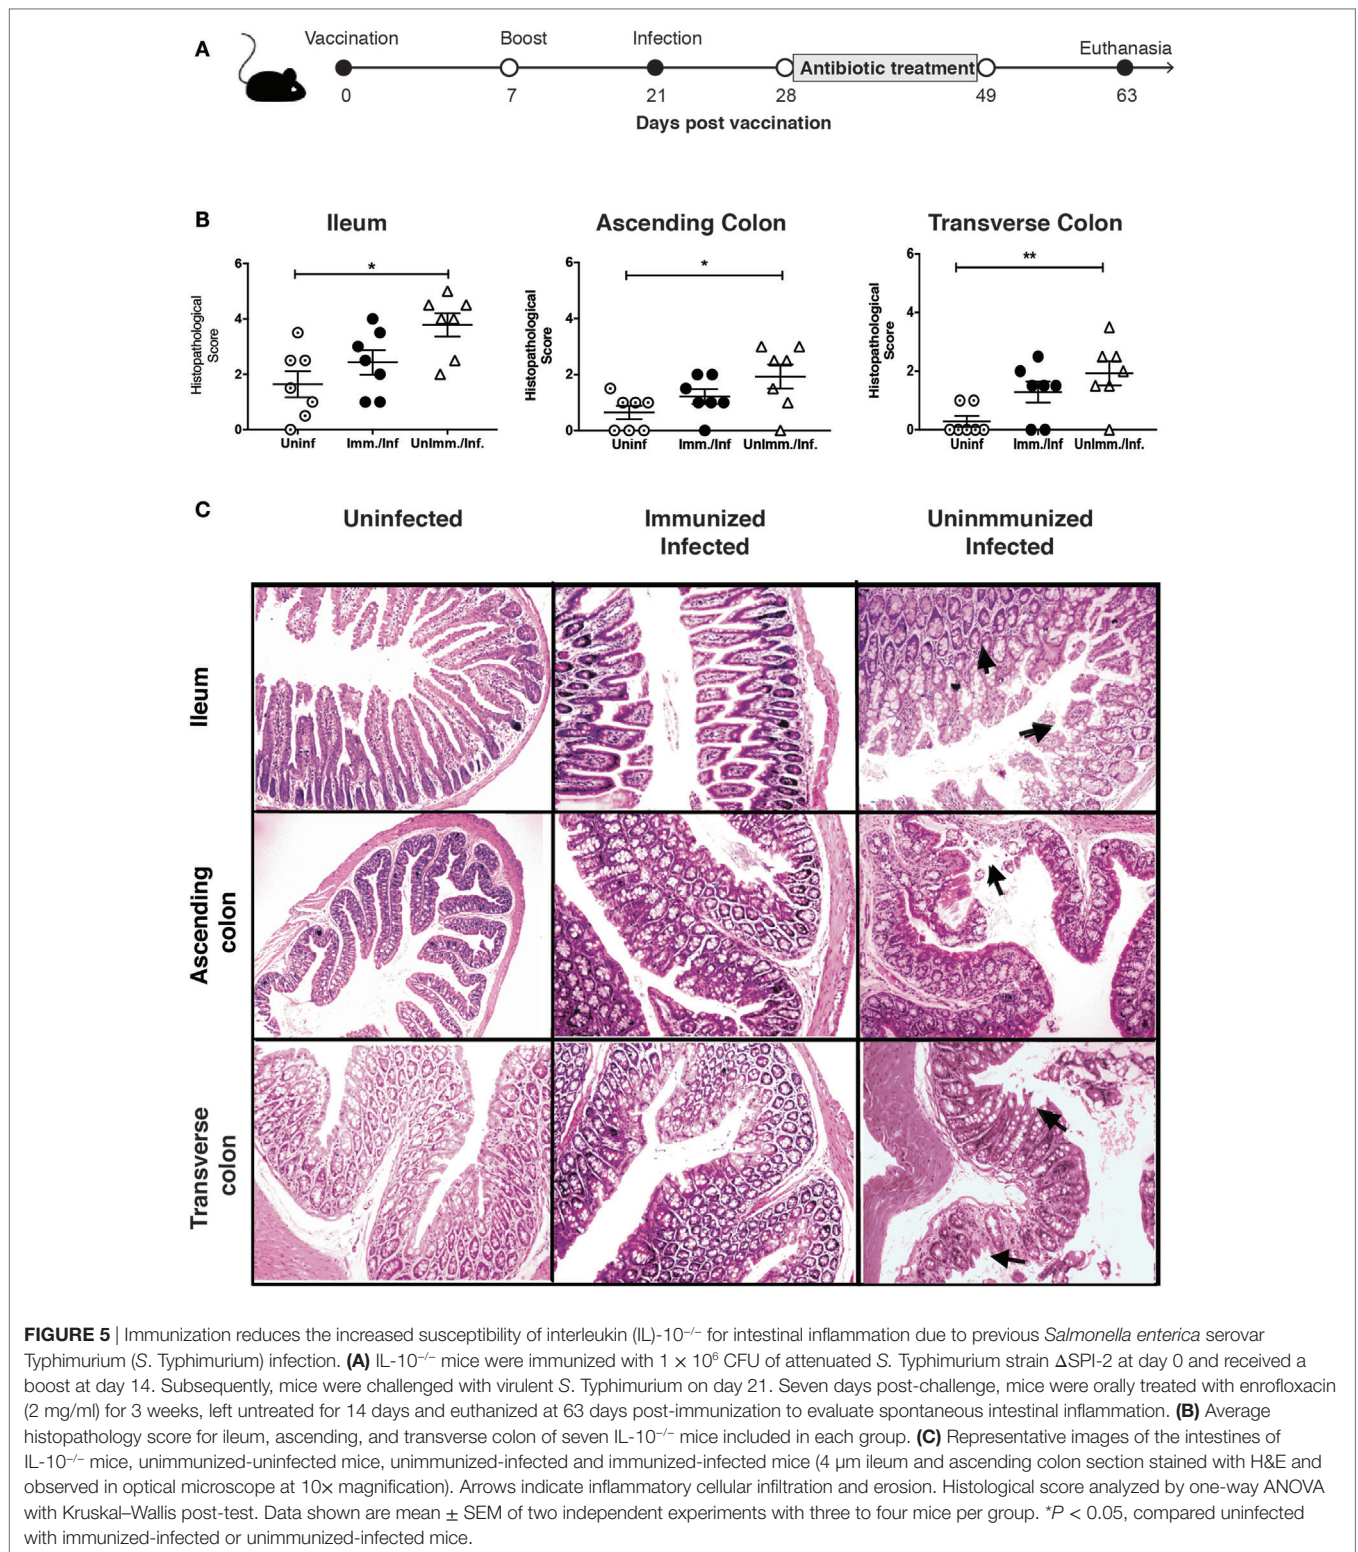 A
Vaccination Boost Infection Euthanasia
Antibiotic treatment
0 7 21 28 49 63
Days post vaccination
B
Ileum Ascending Colon Transverse Colon
Histopathological
Score
6
4
2
0
*
Uninf Imm./Inf UnImm./Inf.
Histopathological
Score
6
4
2
0
*
Uninf Imm./Inf UnImm./Inf.
Histopathological
Score
6
4
2
0
**
Uninf Imm./Inf UnImm./Inf.
C
Uninfected
Immunized
Infected
Uninmmunized
Infected
Ileum
Ascending
colon
Transverse
colon
FIGURE 5 | Immunization reduces the increased susceptibility of interleukin (IL)-10−/− for intestinal inflammation due to previous Salmonella enterica serovar
Typhimurium (S. Typhimurium) infection. (A) IL-10−/− mice were immunized with 1 × 10⁶ CFU of attenuated S. Typhimurium strain ΔSPI-2 at day 0 and received a
boost at day 14. Subsequently, mice were challenged with virulent S. Typhimurium on day 21. Seven days post-challenge, mice were orally treated with enrofloxacin
(2 mg/ml) for 3 weeks, left untreated for 14 days and euthanized at 63 days post-immunization to evaluate spontaneous intestinal inflammation. (B) Average
histopathology score for ileum, ascending, and transverse colon of seven IL-10−/− mice included in each group. (C) Representative images of the intestines of
IL-10−/− mice, unimmunized-uninfected mice, unimmunized-infected and immunized-infected mice (4 μm ileum and ascending colon section stained with H&E and
observed in optical microscope at 10× magnification). Arrows indicate inflammatory cellular infiltration and erosion. Histological score analyzed by one-way ANOVA
with Kruskal–Wallis post-test. Data shown are mean ± SEM of two independent experiments with three to four mice per group. *P < 0.05, compared uninfected
with immunized-infected or unimmunized-infected mice.